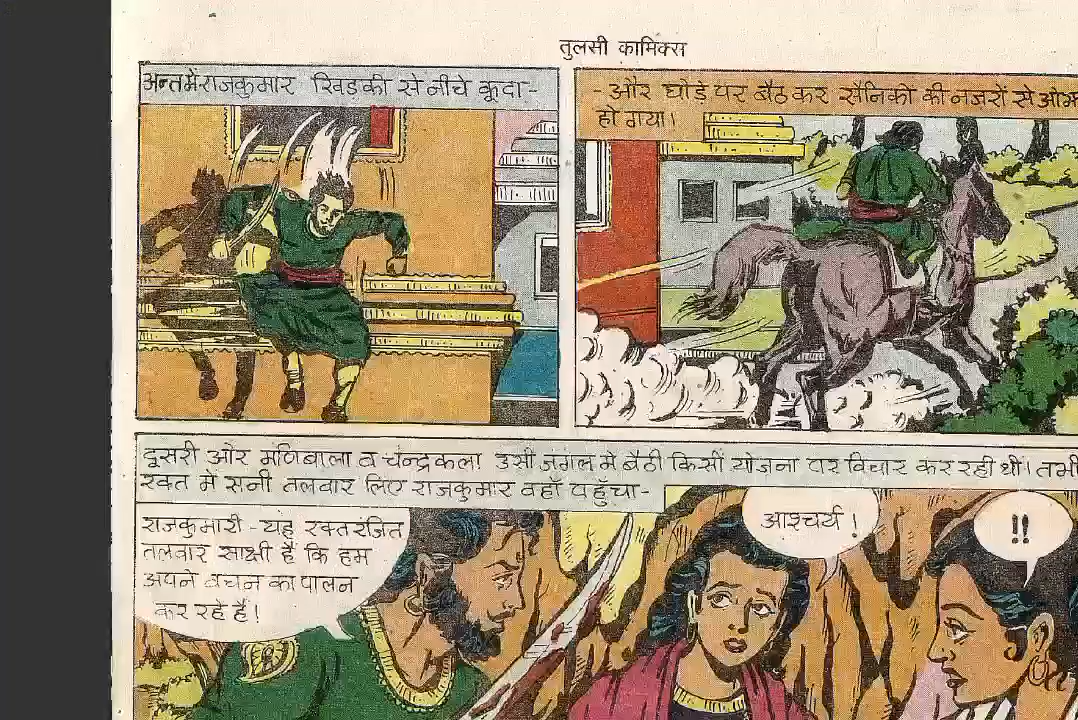 तुलसी कामिक्स
अन्त में राजकुमार खिड़की से नीचे कूदा-
- और घोड़े पर बैठ कर सैनिकों की नजरों से
हो गया।
दूसरी ओर मणिबाला व चन्द्रकला उसी जंगल में बैठी किसी योजना पर विचार कर रही थीं। तभी
रक्त में सनी तलवार लिए राजकुमार वहाँ पहुँचा-
राजकुमारी - यह रक्तरंजित
तलवार साक्षी है कि हम
अपने वचन का पालन
कर रहे हैं!
आश्चर्य!
!!